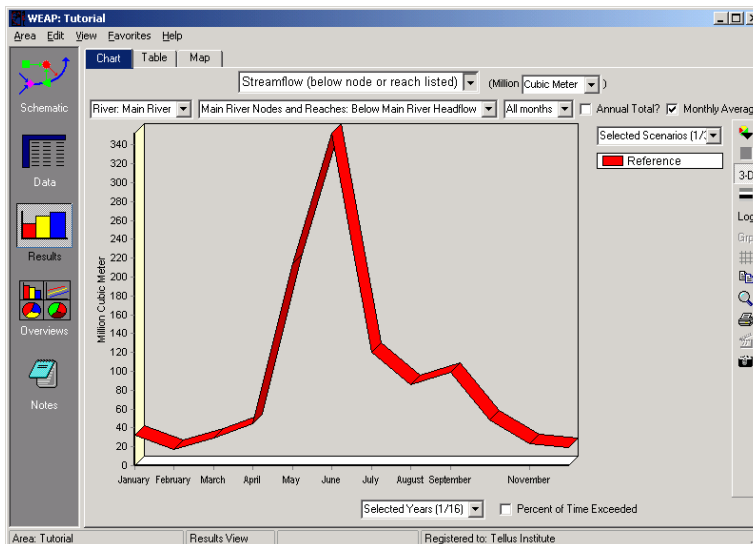 WEAP: Tutorial
Area Edit View Favorites Help
Chart Table Map
Streamflow (below node or reach listed) (Million Cubic Meter )
River: Main River Main River Nodes and Reaches: Below Main River Headflow All months Annual Total? Monthly Average
Selected Scenarios (1/3
Reference
Schematic
Data
Results
Overviews
Notes
3-D
Log
Grp
Million Cubic Meter
340
320
300
280
260
240
220
200
180
160
140
120
100
80
60
40
20
0
January February March April May June July August September November
Selected Years (1/16) Percent of Time Exceeded
Area: Tutorial Results View Registered to: Tellus Institute